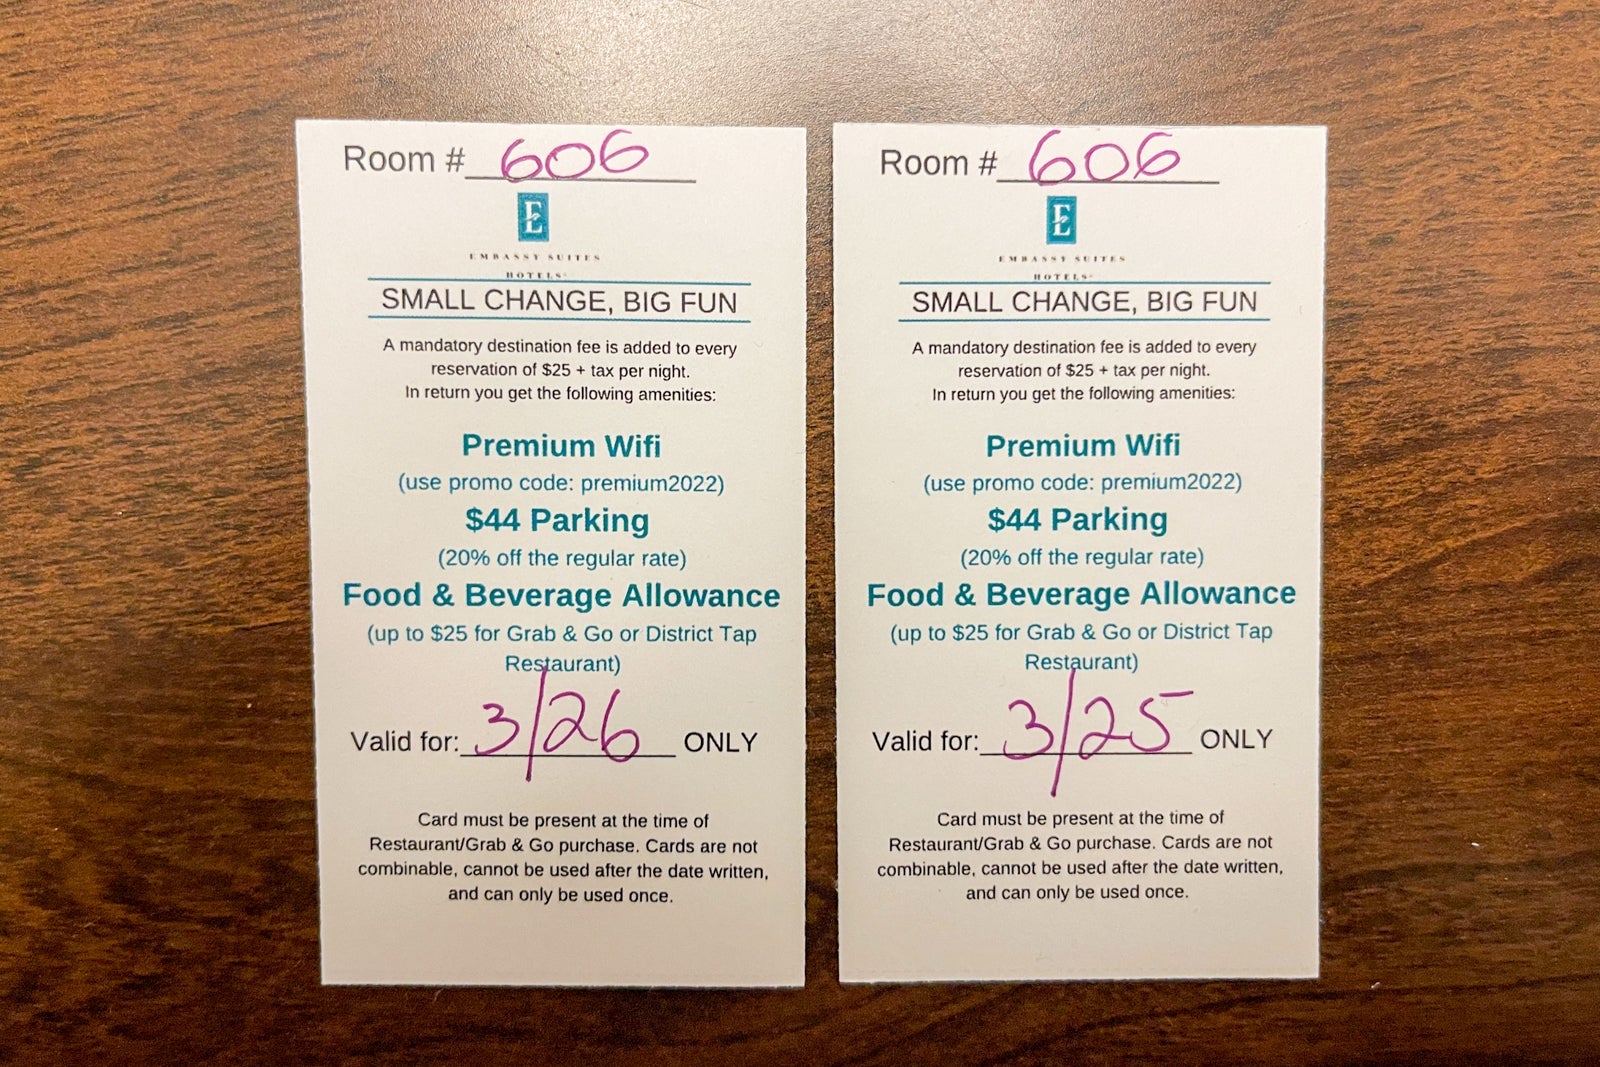 Room # 606
E
EMBASSY SUITES
HOTELS
SMALL CHANGE, BIG FUN
A mandatory destination fee is added to every
reservation of $25 + tax per night.
In return you get the following amenities:
Premium Wifi
(use promo code: premium2022)
$44 Parking
(20% off the regular rate)
Food & Beverage Allowance
(up to $25 for Grab & Go or District Tap
Restaurant)
Valid for: 3/26 ONLY
Card must be present at the time of
Restaurant/Grab & Go purchase. Cards are not
combinable, cannot be used after the date written,
and can only be used once.
Room # 606
E
EMBASSY SUITES
HOTELS
SMALL CHANGE, BIG FUN
A mandatory destination fee is added to every
reservation of $25 + tax per night.
In return you get the following amenities:
Premium Wifi
(use promo code: premium2022)
$44 Parking
(20% off the regular rate)
Food & Beverage Allowance
(up to $25 for Grab & Go or District Tap
Restaurant)
Valid for: 3/25 ONLY
Card must be present at the time of
Restaurant/Grab & Go purchase. Cards are not
combinable, cannot be used after the date written,
and can only be used once.